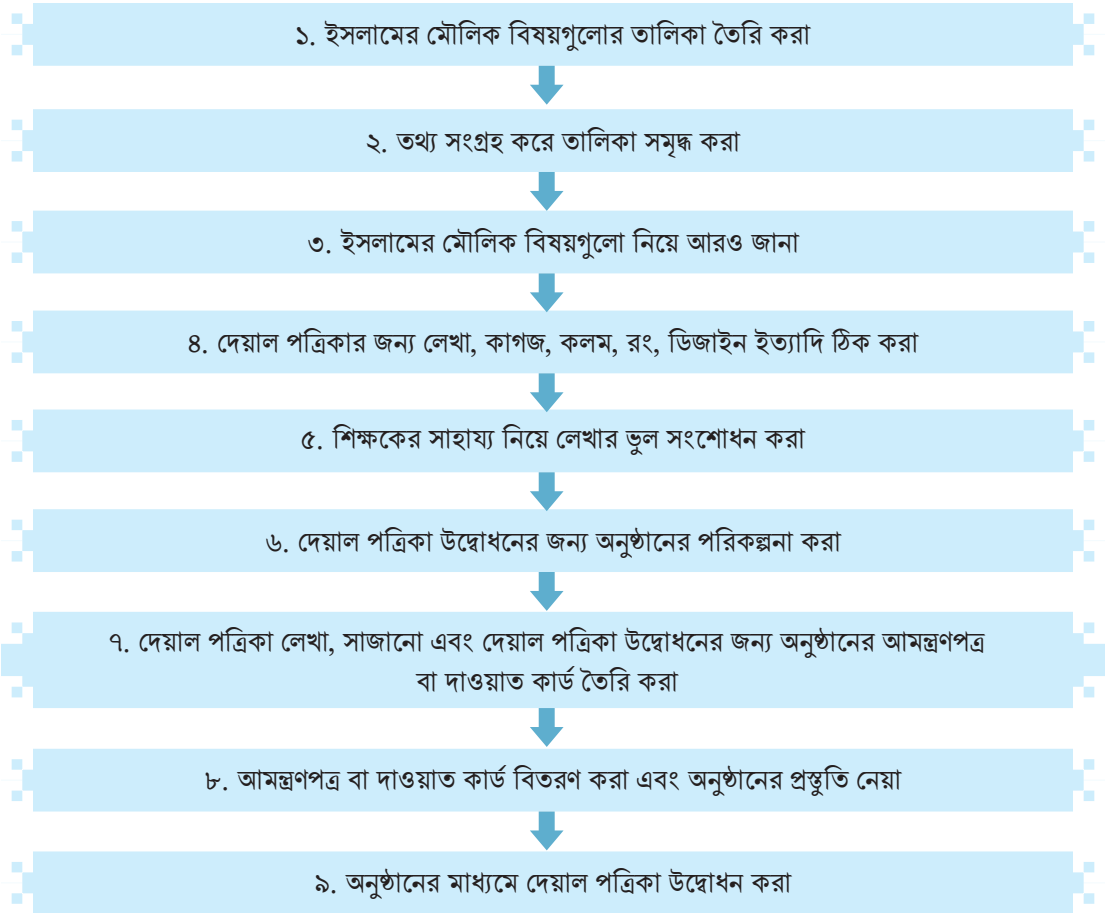 ১. ইসলামের মৌলিক বিষয়গুলোর তালিকা তৈরি করা
২. তথ্য সংগ্রহ করে তালিকা সমৃদ্ধ করা
৩. ইসলামের মৌলিক বিষয়গুলো নিয়ে আরও জানা
৪. দেয়াল পত্রিকার জন্য লেখা, কাগজ, কলম, রং, ডিজাইন ইত্যাদি ঠিক করা
৫. শিক্ষকের সাহায্য নিয়ে লেখার ভুল সংশোধন করা
৬. দেয়াল পত্রিকা উদ্বোধনের জন্য অনুষ্ঠানের পরিকল্পনা করা
৭. দেয়াল পত্রিকা লেখা, সাজানো এবং দেয়াল পত্রিকা উদ্বোধনের জন্য অনুষ্ঠানের আমন্ত্রণপত্র
বা দাওয়াত কার্ড তৈরি করা
৮. আমন্ত্রণপত্র বা দাওয়াত কার্ড বিতরণ করা এবং অনুষ্ঠানের প্রস্তুতি নেয়া
৯. অনুষ্ঠানের মাধ্যমে দেয়াল পত্রিকা উদ্বোধন করা